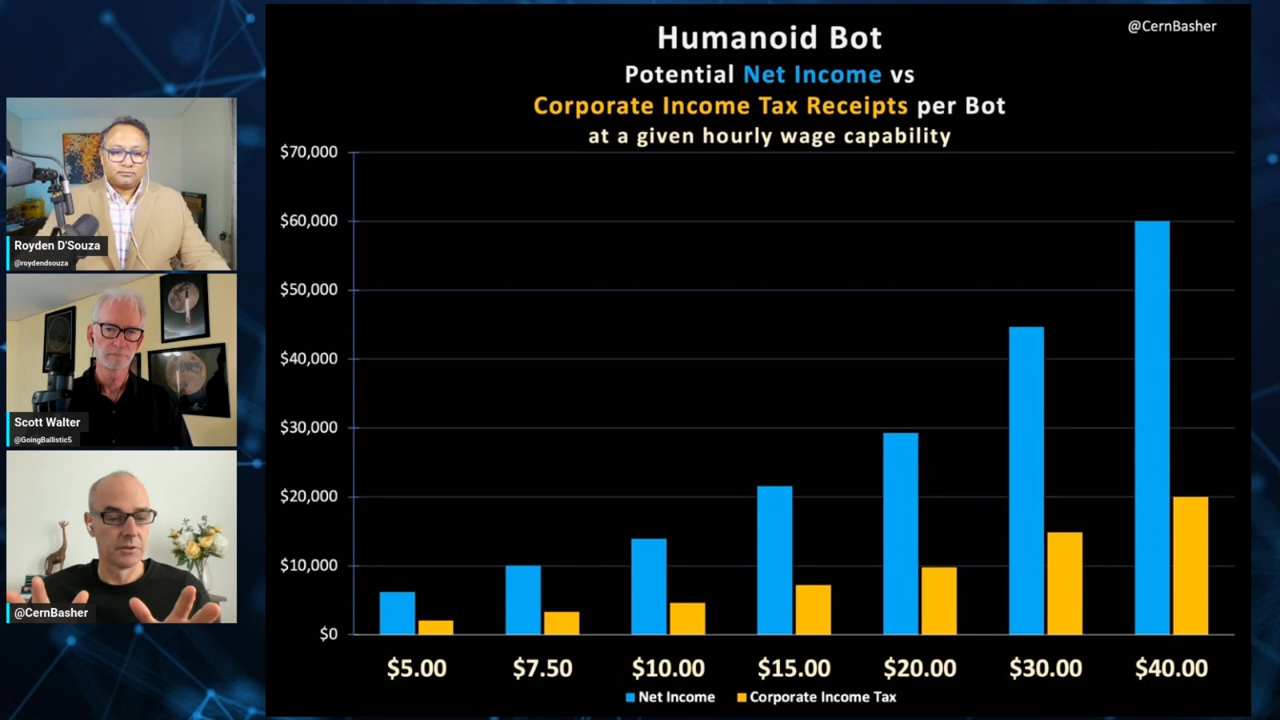 Humanoid Bot
@CernBasher
Potential Net Income vs
Corporate Income Tax Receipts per Bot
at a given hourly wage capability
$70,000
$60,000
$50,000
$40,000
$30,000
$20,000
$10,000
$0
$5.00 $7.50 $10.00 $15.00 $20.00 $30.00 $40.00
Net Income Corporate Income Tax
Royden D'Souza
@roydendsouza
Scott Walter
@GoingBallistic5
@CernBasher